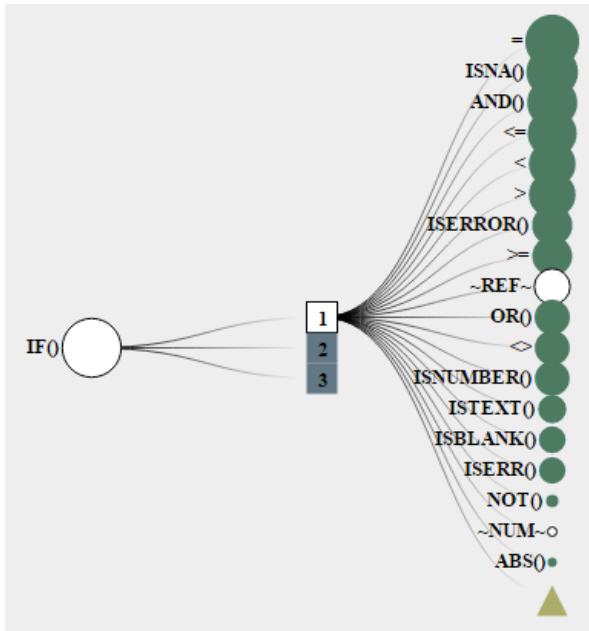 =
ISNA()
AND()
<=
<
>
ISERROR()
>=
~REF~
1
OR()
IF()
2
<>
3
ISNUMBER()
ISTEXT()
ISBLANK()
ISERR()
NOT()
~NUM~
ABS()